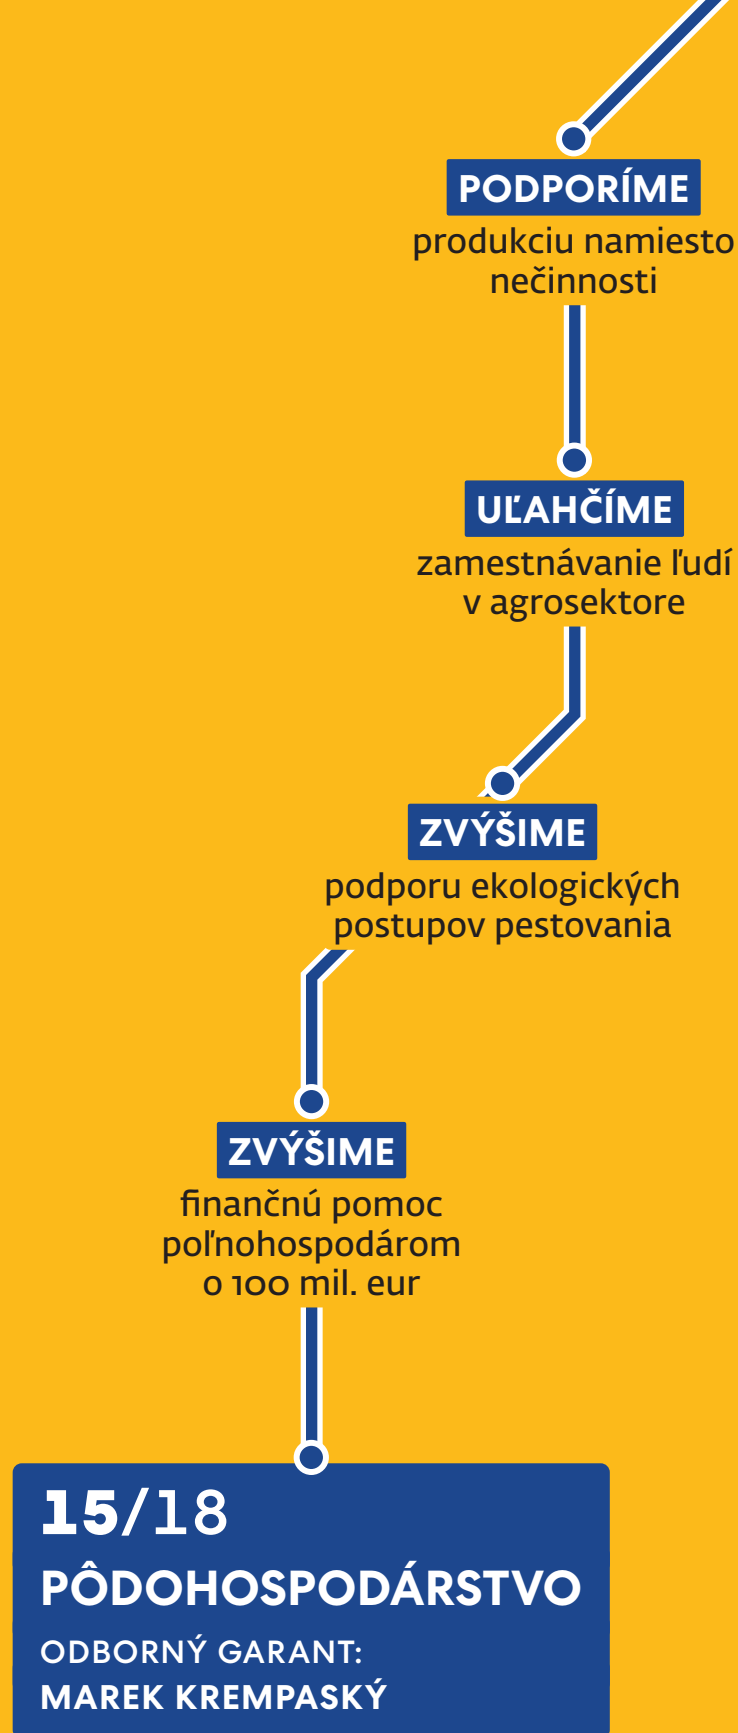 PODPORÍME
produkciu namiesto
nečinnosti
UĽAHČÍME
zamestnávanie ľudí
v agrosektore
ZVÝŠIME
podporu ekologických
postupov pestovania
ZVÝŠIME
finančnú pomoc
poľnohospodárom
o 100 mil. eur
15/18
PÔDOHOSPODÁRSTVO
ODBORNÝ GARANT:
MAREK KREMPASKÝ